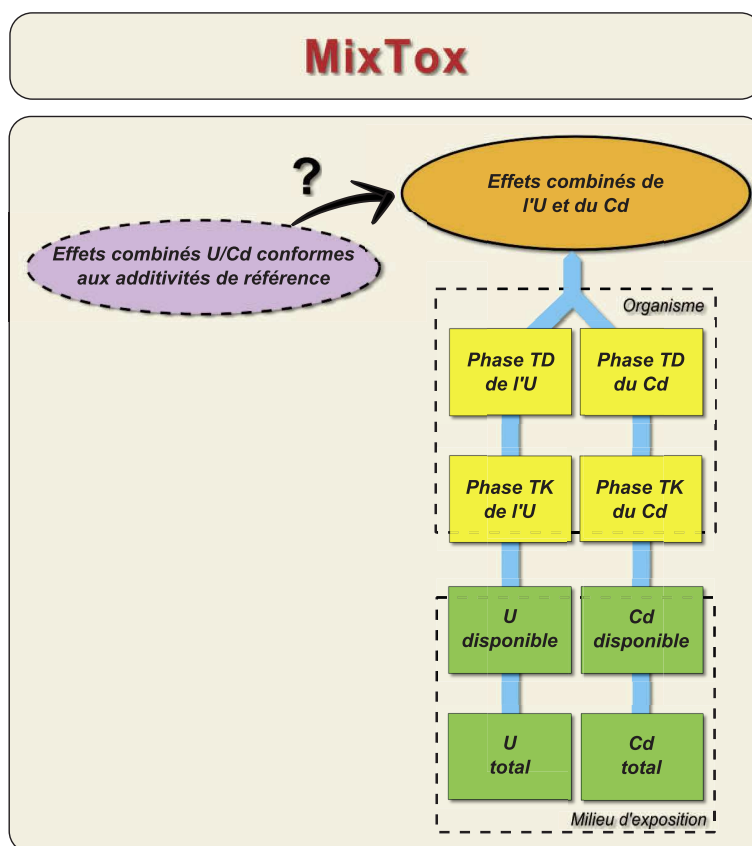 MixTox
?
Effets combinés de
l'U et du Cd
Effets combinés U/Cd conformes
aux additivités de référence
Organisme
Phase TD
de l'U
Phase TD
du Cd
Phase TK
de l'U
Phase TK
du Cd
U
disponible
Cd
disponible
U
total
Cd
total
Milieu d'exposition